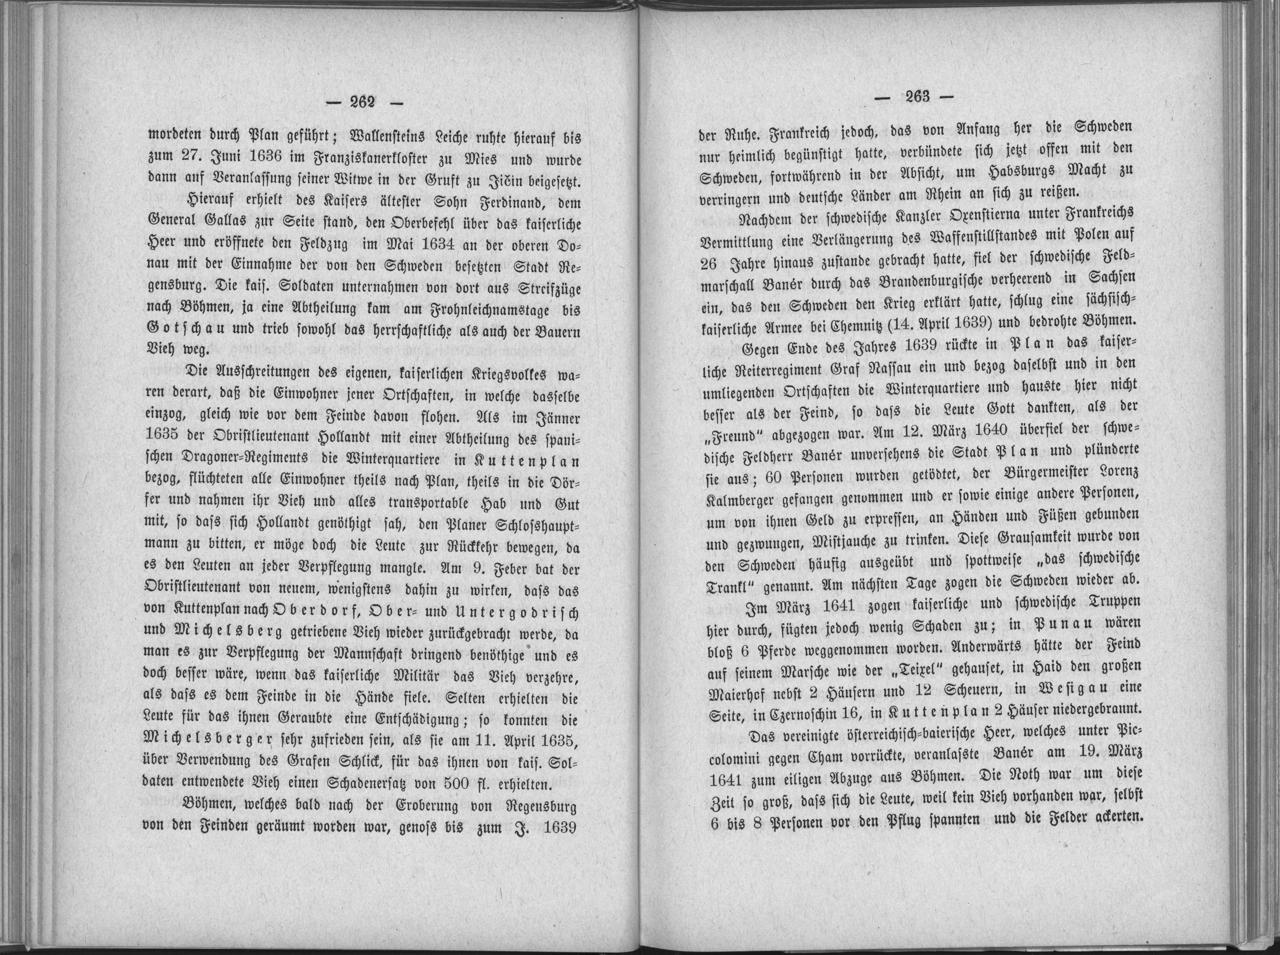 — 262 —
mordeten durch Plan geführt; Wallensteins Leiche ruhte hierauf bis
zum 27. Juni 1636 im Franziskanerkloster zu Mies und wurde
dann auf Veranlassung seiner Witwe in der Gruft zu Jičin beigesetzt.
Hierauf erhielt des Kaisers ältester Sohn Ferdinand, dem
General Gallas zur Seite stand, den Oberbefehl über das kaiserliche
Heer und eröffnete den Feldzug im Mai 1634 an der oberen Do-
nau mit der Einnahme der von den Schweden besetzten Stadt Re-
gensburg. Die kais. Soldaten unternahmen von dort aus Streifzüge
nach Böhmen, ja eine Abtheilung kam am Frohnleichnamstage bis
Gotschau und trieb sowohl das herrschaftliche als auch der Bauern
Vieh weg.
Die Ausschreitungen des eigenen, kaiserlichen Kriegsvolkes wa-
ren derart, daß die Einwohner jener Ortschaften, in welche dasselbe
einzog, gleich wie vor dem Feinde davon flohen. Als im Jänner
1635 der Obristlieutenant Hollandt mit einer Abtheilung des spani-
schen Dragoner-Regiments die Winterquartiere in Kuttenplan
bezog, flüchteten alle Einwohner theils nach Plan, theils in die Dör-
fer und nahmen ihr Vieh und alles transportable Hab und Gut
mit, so dass sich Hollandt genöthigt sah, den Planer Schlosshaupt-
mann zu bitten, er möge doch die Leute zur Rückkehr bewegen, da
es den Leuten an jeder Verpflegung mangle. Am 9. Feber bat der
Obristlieutenant von neuem, wenigstens dahin zu wirken, dass das
von Kuttenplan nach Oberdorf, Ober- und Untergodrisch
und Michelsberg getriebene Vieh wieder zurückgebracht werde, da
man es zur Verpflegung der Mannschaft dringend benöthige und es
doch besser wäre, wenn das kaiserliche Militär das Vieh verzehre,
als dass es dem Feinde in die Hände fiele. Selten erhielten die
Leute für das ihnen Geraubte eine Entschädigung; so konnten die
Michelsberger sehr zufrieden sein, als sie am 11. April 1635,
über Verwendung des Grafen Schlick, für das ihnen von kais. Sol-
daten entwendete Vieh einen Schadenersatz von 500 fl. erhielten.
Böhmen, welches bald nach der Eroberung von Regensburg
von den Feinden geräumt worden war, genoss bis zum J. 1639
— 263 —
der Ruhe. Frankreich jedoch, das von Anfang her die Schweden
nur heimlich begünstigt hatte, verbündete sich jetzt offen mit den
Schweden, fortwährend in der Absicht, um Habsburgs Macht zu
verringern und deutsche Länder am Rhein an sich zu reißen.
Nachdem der schwedische Kanzler Oxenstierna unter Frankreichs
Vermittlung eine Verlängerung des Waffenstillstandes mit Polen auf
26 Jahre hinaus zustande gebracht hatte, fiel der schwedische Feld-
marschall Banér durch das Brandenburgische verheerend in Sachsen
ein, das den Schweden den Krieg erklärt hatte, schlug eine sächsisch-
kaiserliche Armee bei Chemnitz (14. April 1639) und bedrohte Böhmen.
Gegen Ende des Jahres 1639 rückte in Plan das kaiser-
liche Reiterregiment Graf Nassau ein und bezog daselbst und in den
umliegenden Ortschaften die Winterquartiere und hauste hier nicht
besser als der Feind, so dass die Leute Gott dankten, als der
„Freund" abgezogen war. Am 12. März 1640 überfiel der schwe-
dische Feldherr Banér unversehens die Stadt Plan und plünderte
sie aus; 60 Personen wurden getödtet, der Bürgermeister Lorenz
Kalmberger gefangen genommen und er sowie einige andere Personen,
um von ihnen Geld zu erpressen, an Händen und Füßen gebunden
und gezwungen, Mistjauche zu trinken. Diese Grausamkeit wurde von
den Schweden häufig ausgeübt und spottweise „das schwedische
Trankl" genannt. Am nächsten Tage zogen die Schweden wieder ab.
Im März 1641 zogen kaiserliche und schwedische Truppen
hier durch, fügten jedoch wenig Schaden zu; in Punau wären
bloß 6 Pferde weggenommen worden. Anderwärts hätte der Feind
auf seinem Marsche wie der „Teixel" gehauset, in Haid den großen
Maierhof nebst 2 Häusern und 12 Scheuern, in Wesigau eine
Seite, in Czernoschin 16, in Kuttenplan 2 Häuser niedergebrannt.
Das vereinigte österreichisch-baierische Heer, welches unter Pic-
colomini gegen Cham vorrückte, veranlasste Banér am 19. März
1641 zum eiligen Abzuge aus Böhmen. Die Noth war um diese
Zeit so groß, dass sich die Leute, weil kein Vieh vorhanden war, selbst
6 bis 8 Personen vor den Pflug spannten und die Felder ackerten.